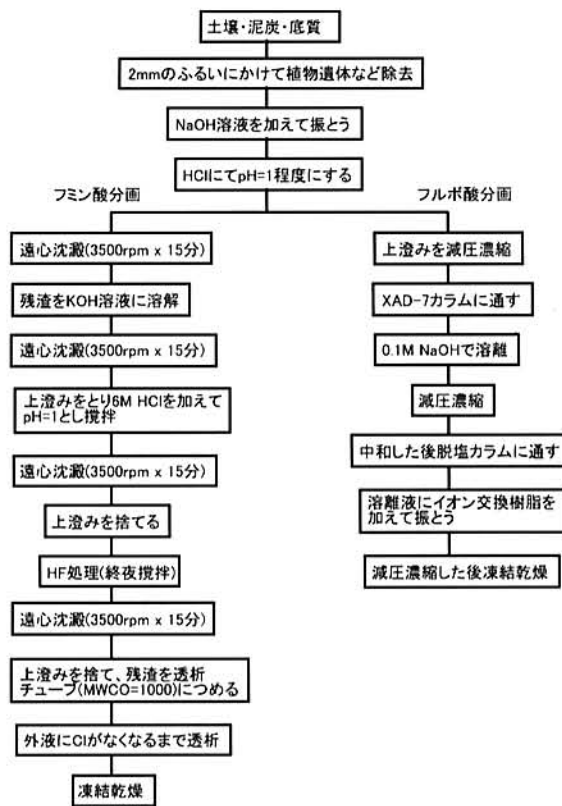 土壌・泥炭・底質
2mmのふるいにかけて植物遺体など除去
NaOH溶液を加えて振とう
HClにてpH=1程度にする
フミン酸分画
遠心沈澱(3500rpm x 15分)
残渣をKOH溶液に溶解
遠心沈澱(3500rpm x 15分)
上澄みをとり6M HClを加えて
pH=1とし撹拌
遠心沈澱(3500rpm x 15分)
上澄みを捨てる
HF処理(終夜撹拌)
遠心沈澱(3500rpm x 15分)
上澄みを捨て、残渣を透析
チューブ(MWCO=1000)につめる
外液にClがなくなるまで透析
凍結乾燥
フルボ酸分画
上澄みを減圧濃縮
XAD-7カラムに通す
0.1M NaOHで溶離
減圧濃縮
中和した後脱塩カラムに通す
溶離液にイオン交換樹脂を
加えて振とう
減圧濃縮した後凍結乾燥